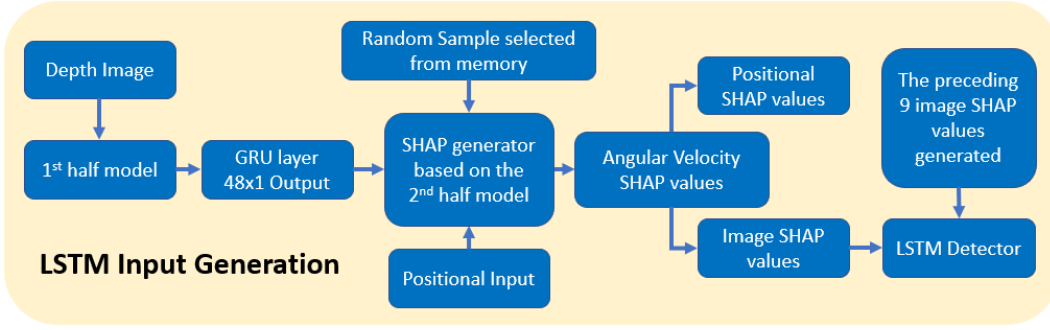 Depth Image
1st half model
GRU layer
48x1 Output
Random Sample selected
from memory
SHAP generator
based on the
2nd half model
Positional Input
Angular Velocity
SHAP values
Positional
SHAP values
Image SHAP
values
The preceding
9 image SHAP
values
generated
LSTM Detector
LSTM Input Generation